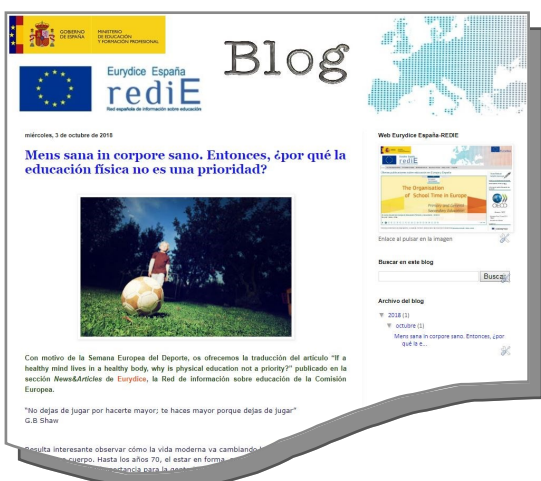 GOBIERNO
DE ESPAÑA
MINISTERIO
DE EDUCACIÓN
Y FORMACIÓN PROFESIONAL
Blog
Eurydice España
rediE
Red española de información sobre educación
miércoles, 3 de octubre de 2018
Mens sana in corpore sano. Entonces, ¿por qué la
educación física no es una prioridad?
Con motivo de la Semana Europea del Deporte, os ofrecemos la traducción del artículo "If a
healthy mind lives in a healthy body, why is physical education not a priority?" publicado en la
sección News&Articles de Eurydice, la Red de información sobre educación de la Comisión
Europea.
"No dejas de jugar por hacerte mayor; te haces mayor porque dejas de jugar"
G.B Shaw
Resulta interesante observar cómo la vida moderna va cambiando
cuerpo. Hasta los años 70, el estar en forma
para la
Web Eurydice España-REDIE
rediE
The Organisation
of School Time in Europe
Primary and
Secondary Education
OECD
Enlace al pulsar en la imagen
Buscar en este blog
Buscar
Archivo del blog
▼ 2018 (1)
▼ octubre (1)
Mens sana in corpore sano. Entonces, ¿por
qué la e...